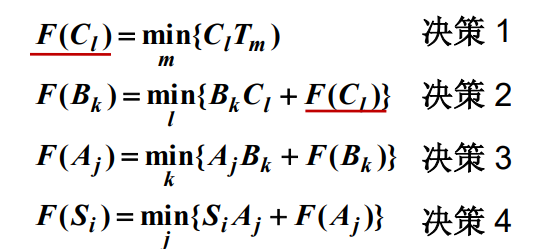 F(C_l) = min_m{C_l T_m) 决策 1
F(B_k) = min_l{B_k C_l + F(C_l)} 决策 2
F(A_j) = min_k{A_j B_k + F(B_k)} 决策 3
F(S_i) = min_j{S_i A_j + F(A_j)} 决策 4